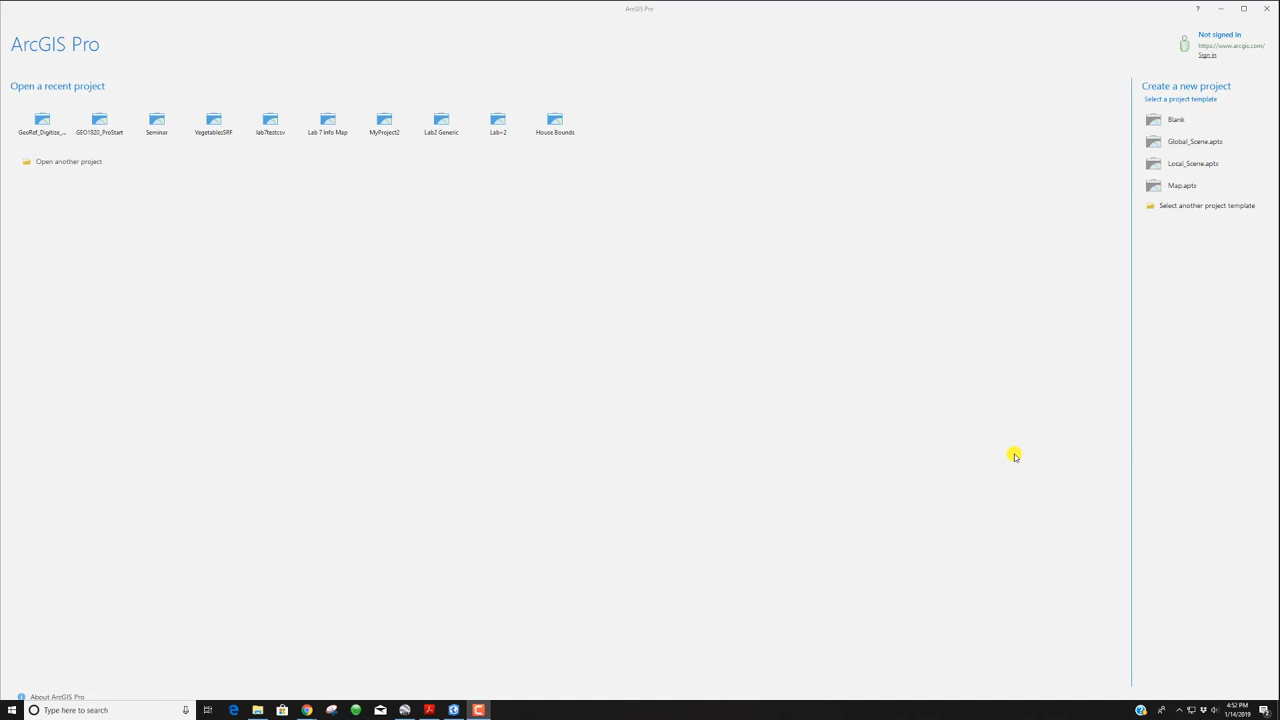 ArcGIS Pro
?
ArcGIS Pro
Not signed in
https://www.arcgis.com/
Sign in
Open a recent project
GeoRef_Digitize_...
GEO1820_ProStart
Seminar
VegetablesSRF
lab7testcsv
Lab 7 Info Map
MyProject2
Lab2 Generic
Lab+2
House Bounds
Open another project
Create a new project
Select a project template
Blank
Global_Scene.aptx
Local_Scene.aptx
Map.aptx
Select another project template
About ArcGIS Pro
Type here to search
4:52 PM
1/14/2019